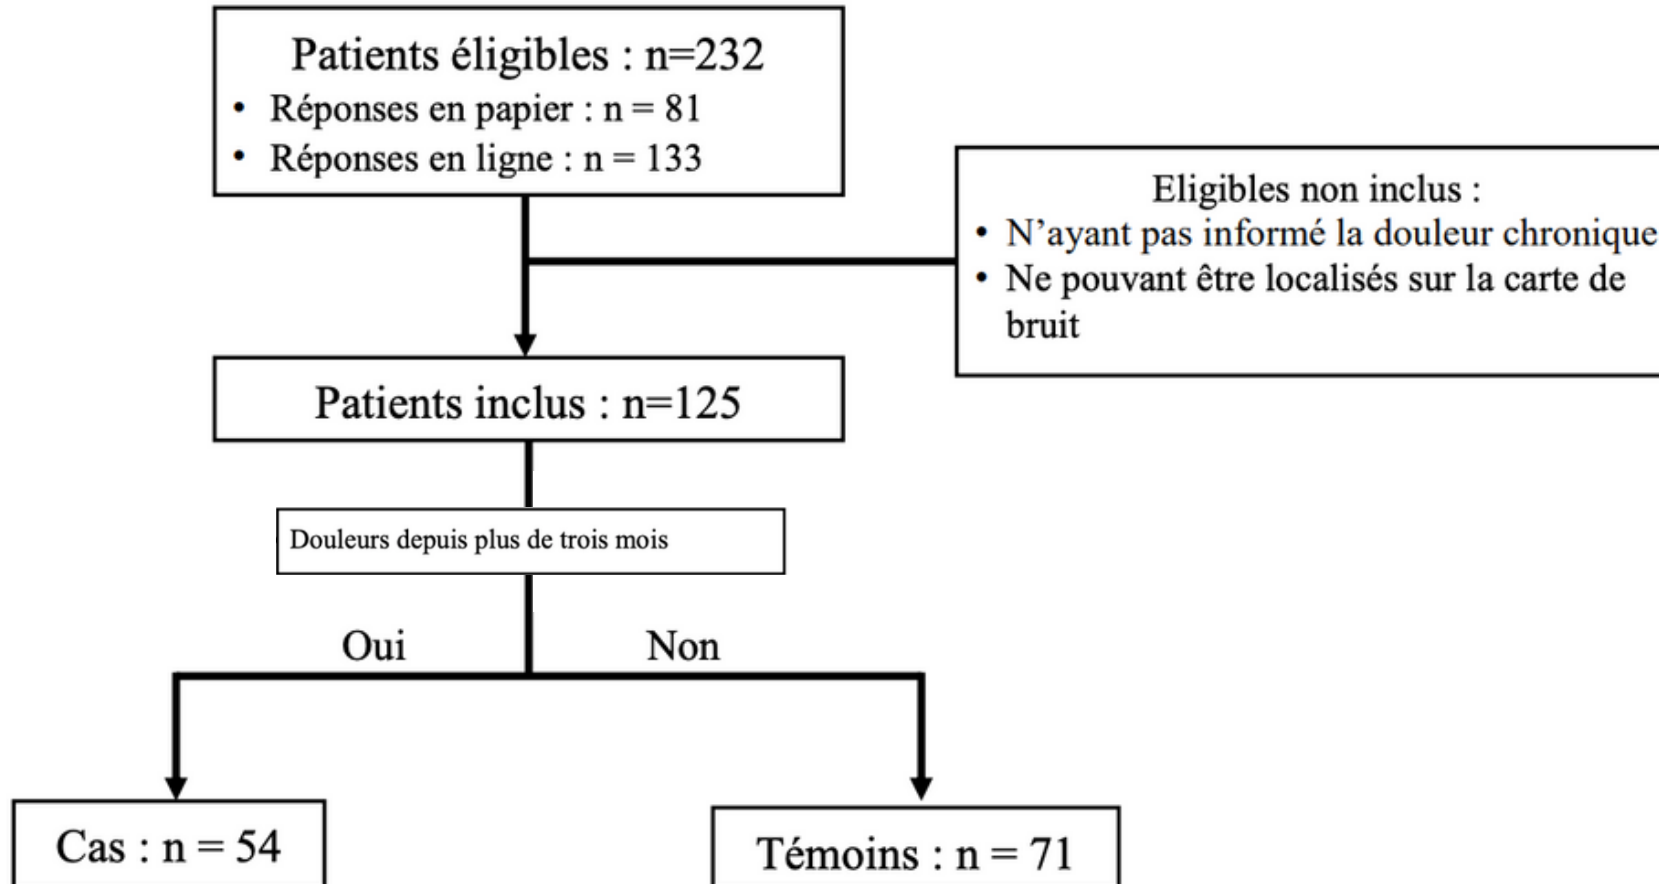 Patients éligibles : n=232
• Réponses en papier : n = 81
• Réponses en ligne : n = 133
Eligibles non inclus :
• N’ayant pas informé la douleur chronique
• Ne pouvant être localisés sur la carte de
bruit
Patients inclus : n=125
Douleurs depuis plus de trois mois
Oui
Non
Cas : n = 54
Témoins : n = 71